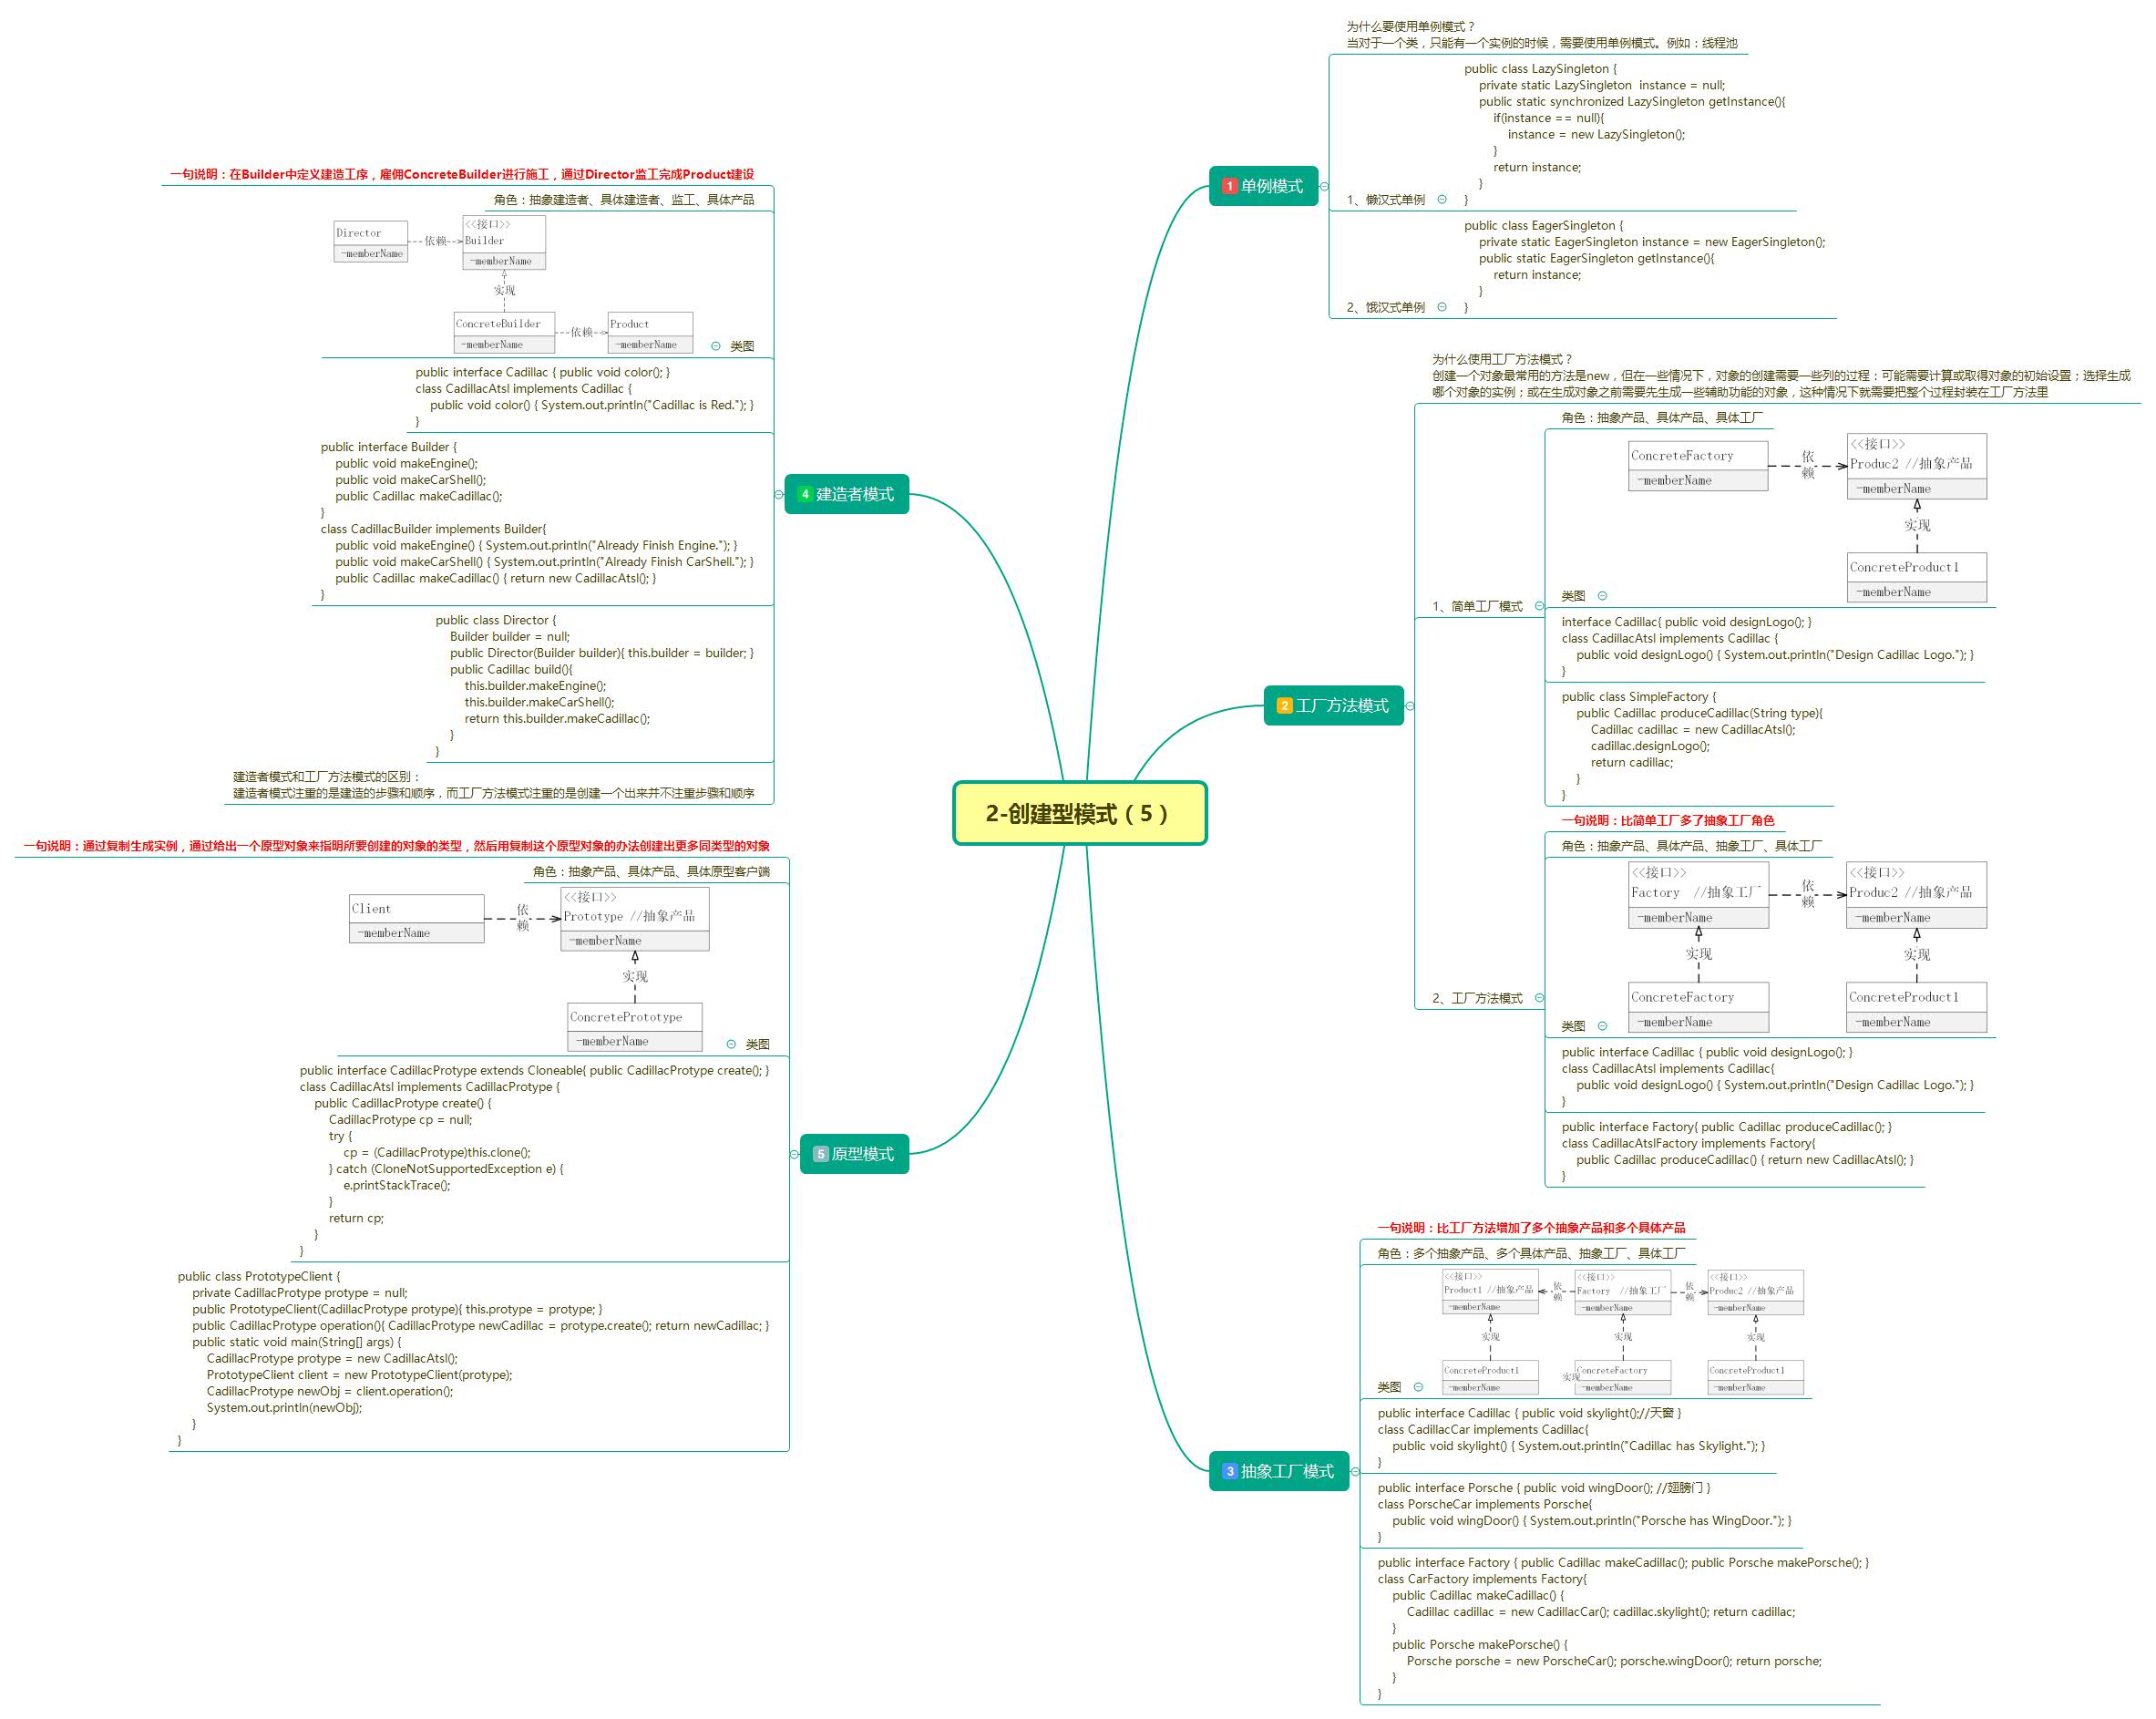 2-创建型模式（5）
1 单例模式
为什么要使用单例模式？
当对于一个类，只能有一个实例的时候，需要使用单例模式。例如：线程池
1、懒汉式单例
public class LazySingleton {
private static LazySingleton  instance = null;
public static synchronized LazySingleton getInstance(){
if(instance == null){
instance = new LazySingleton();
}
return instance;
}
}
2、饿汉式单例
public class EagerSingleton {
private static EagerSingleton instance = new EagerSingleton();
public static EagerSingleton getInstance(){
return instance;
}
}
2 工厂方法模式
为什么使用工厂方法模式？
创建一个对象最常用的方法是new，但在一些情况下，对象的创建需要一些列的过程：可能需要计算或取得对象的初始设置；选择生成
哪个对象的实例；或在生成对象之前需要先生成一些辅助功能的对象，这种情况下就需要把整个过程封装在工厂方法里
1、简单工厂模式
角色：抽象产品、具体产品、具体工厂
类图
ConcreteFactory
-memberName
依
赖
<<接口>>
Produc2 //抽象产品
-memberName
实现
ConcreteProduct1
-memberName
interface Cadillac{ public void designLogo(); }
class CadillacAtsl implements Cadillac {
public void designLogo() { System.out.println("Design Cadillac Logo."); }
}
public class SimpleFactory {
public Cadillac produceCadillac(String type){
Cadillac cadillac = new CadillacAtsl();
cadillac.designLogo();
return cadillac;
}
}
2、工厂方法模式
一句说明：比简单工厂多了抽象工厂角色
角色：抽象产品、具体产品、抽象工厂、具体工厂
类图
<<接口>>
Factory  //抽象工厂
-memberName
依
赖
<<接口>>
Produc2 //抽象产品
-memberName
实现
实现
ConcreteFactory
-memberName
ConcreteProduct1
-memberName
public interface Cadillac { public void designLogo(); }
class CadillacAtsl implements Cadillac{
public void designLogo() { System.out.println("Design Cadillac Logo."); }
}
public interface Factory{ public Cadillac produceCadillac(); }
class CadillacAtslFactory implements Factory{
public Cadillac produceCadillac() { return new CadillacAtsl(); }
}
3 抽象工厂模式
一句说明：比工厂方法增加了多个抽象产品和多个具体产品
角色：多个抽象产品、多个具体产品、抽象工厂、具体工厂
类图
<<接口>>
Product1 //抽象产品
-memberName
依
赖
<<接口>>
Factory  //抽象工厂
-memberName
依
赖
<<接口>>
Produc2 //抽象产品
-memberName
实现
实现
实现
ConcreteProduct1
-memberName
实现
ConcreteFactory
-memberName
ConcreteProduct1
-memberName
public interface Cadillac { public void skylight();//天窗 }
class CadillacCar implements Cadillac{
public void skylight() { System.out.println("Cadillac has Skylight."); }
}
public interface Porsche { public void wingDoor(); //翅膀门 }
class PorscheCar implements Porsche{
public void wingDoor() { System.out.println("Porsche has WingDoor."); }
}
public interface Factory { public Cadillac makeCadillac(); public Porsche makePorsche(); }
class CarFactory implements Factory{
public Cadillac makeCadillac() {
Cadillac cadillac = new CadillacCar(); cadillac.skylight(); return cadillac;
}
public Porsche makePorsche() {
Porsche porsche = new PorscheCar(); porsche.wingDoor(); return porsche;
}
}
4 建造者模式
一句说明：在Builder中定义建造工序，雇佣ConcreteBuilder进行施工，通过Director监工完成Product建设
角色：抽象建造者、具体建造者、监工、具体产品
类图
Director
-memberName
依赖
<<接口>>
Builder
-memberName
实现
ConcreteBuilder
-memberName
依赖
Product
-memberName
public interface Cadillac { public void color(); }
class CadillacAtsl implements Cadillac {
public void color() { System.out.println("Cadillac is Red."); }
}
public interface Builder {
public void makeEngine();
public void makeCarShell();
public Cadillac makeCadillac();
}
class CadillacBuilder implements Builder{
public void makeEngine() { System.out.println("Already Finish Engine."); }
public void makeCarShell() { System.out.println("Already Finish CarShell."); }
public Cadillac makeCadillac() { return new CadillacAtsl(); }
}
public class Director {
Builder builder = null;
public Director(Builder builder){ this.builder = builder; }
public Cadillac build(){
this.builder.makeEngine();
this.builder.makeCarShell();
return this.builder.makeCadillac();
}
}
建造者模式和工厂方法模式的区别：
建造者模式注重的是建造的步骤和顺序，而工厂方法模式注重的是创建一个出来并不注重步骤和顺序
5 原型模式
一句说明：通过复制生成实例，通过给出一个原型对象来指明所要创建的对象的类型，然后用复制这个原型对象的办法创建出更多同类型的对象
角色：抽象产品、具体产品、具体原型客户端
类图
Client
-memberName
依
赖
<<接口>>
Prototype //抽象产品
-memberName
实现
ConcretePrototype
-memberName
public interface CadillacProtype extends Cloneable{ public CadillacProtype create(); }
class CadillacAtsl implements CadillacProtype {
public CadillacProtype create() {
CadillacProtype cp = null;
try {
cp = (CadillacProtype)this.clone();
} catch (CloneNotSupportedException e) {
e.printStackTrace();
}
return cp;
}
}
public class PrototypeClient {
private CadillacProtype protype = null;
public PrototypeClient(CadillacProtype protype){ this.protype = protype; }
public CadillacProtype operation(){ CadillacProtype newCadillac = protype.create(); return newCadillac; }
public static void main(String[] args) {
CadillacProtype protype = new CadillacAtsl();
PrototypeClient client = new PrototypeClient(protype);
CadillacProtype newObj = client.operation();
System.out.println(newObj);
}
}